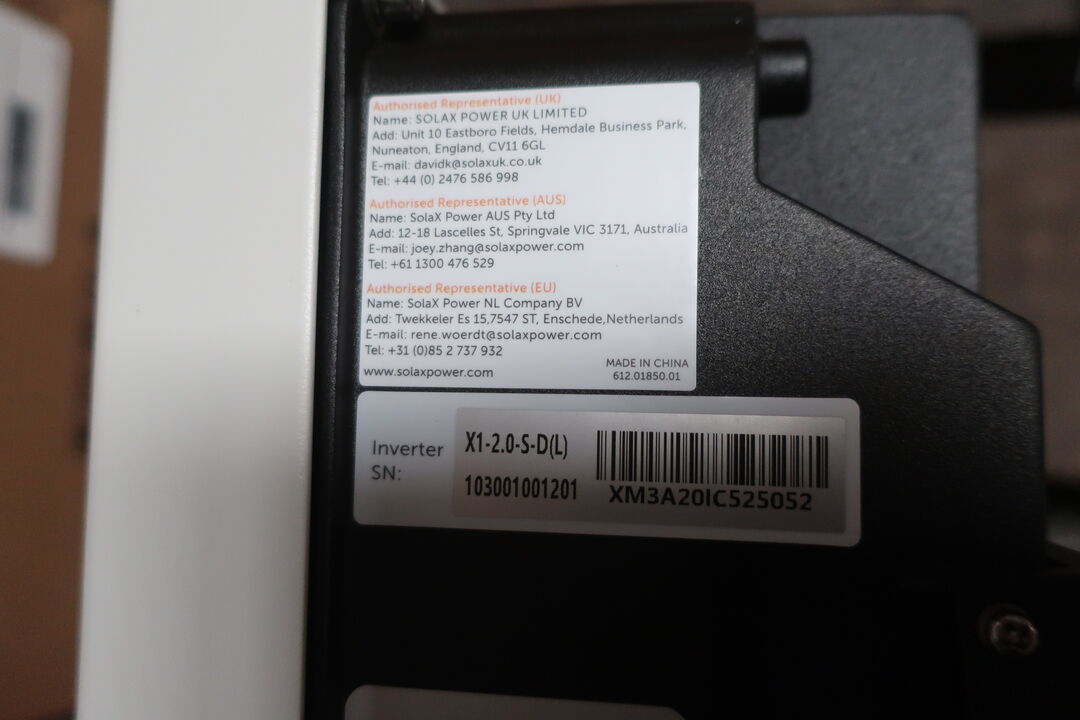 Authorised Representative (UK)
Name: SOLAX POWER UK LIMITED
Add: Unit 10 Eastboro Fields, Hemdale Business Park,
Nuneaton, England, CV11 6GL
E-mail: davidk@solaxuk.co.uk
Tel: +44 (0) 2476 586 998
Authorised Representative (AUS)
Name: SolaX Power AUS Pty Ltd
Add: 12-18 Lascelles St, Springvale VIC 3171, Australia
E-mail: joey.zhang@solaxpower.com
Tel: +61 1300 476 529
Authorised Representative (EU)
Name: SolaX Power NL Company BV
Add: Twekkeler Es 15,7547 ST, Enschede,Netherlands
E-mail: rene.woerdt@solaxpower.com
Tel: +31 (0)85 2 737 932
www.solaxpower.com
MADE IN CHINA
612.01850.01
Inverter
SN:
X1-2.0-S-D(L)
103001001201
XM3A20IC525052